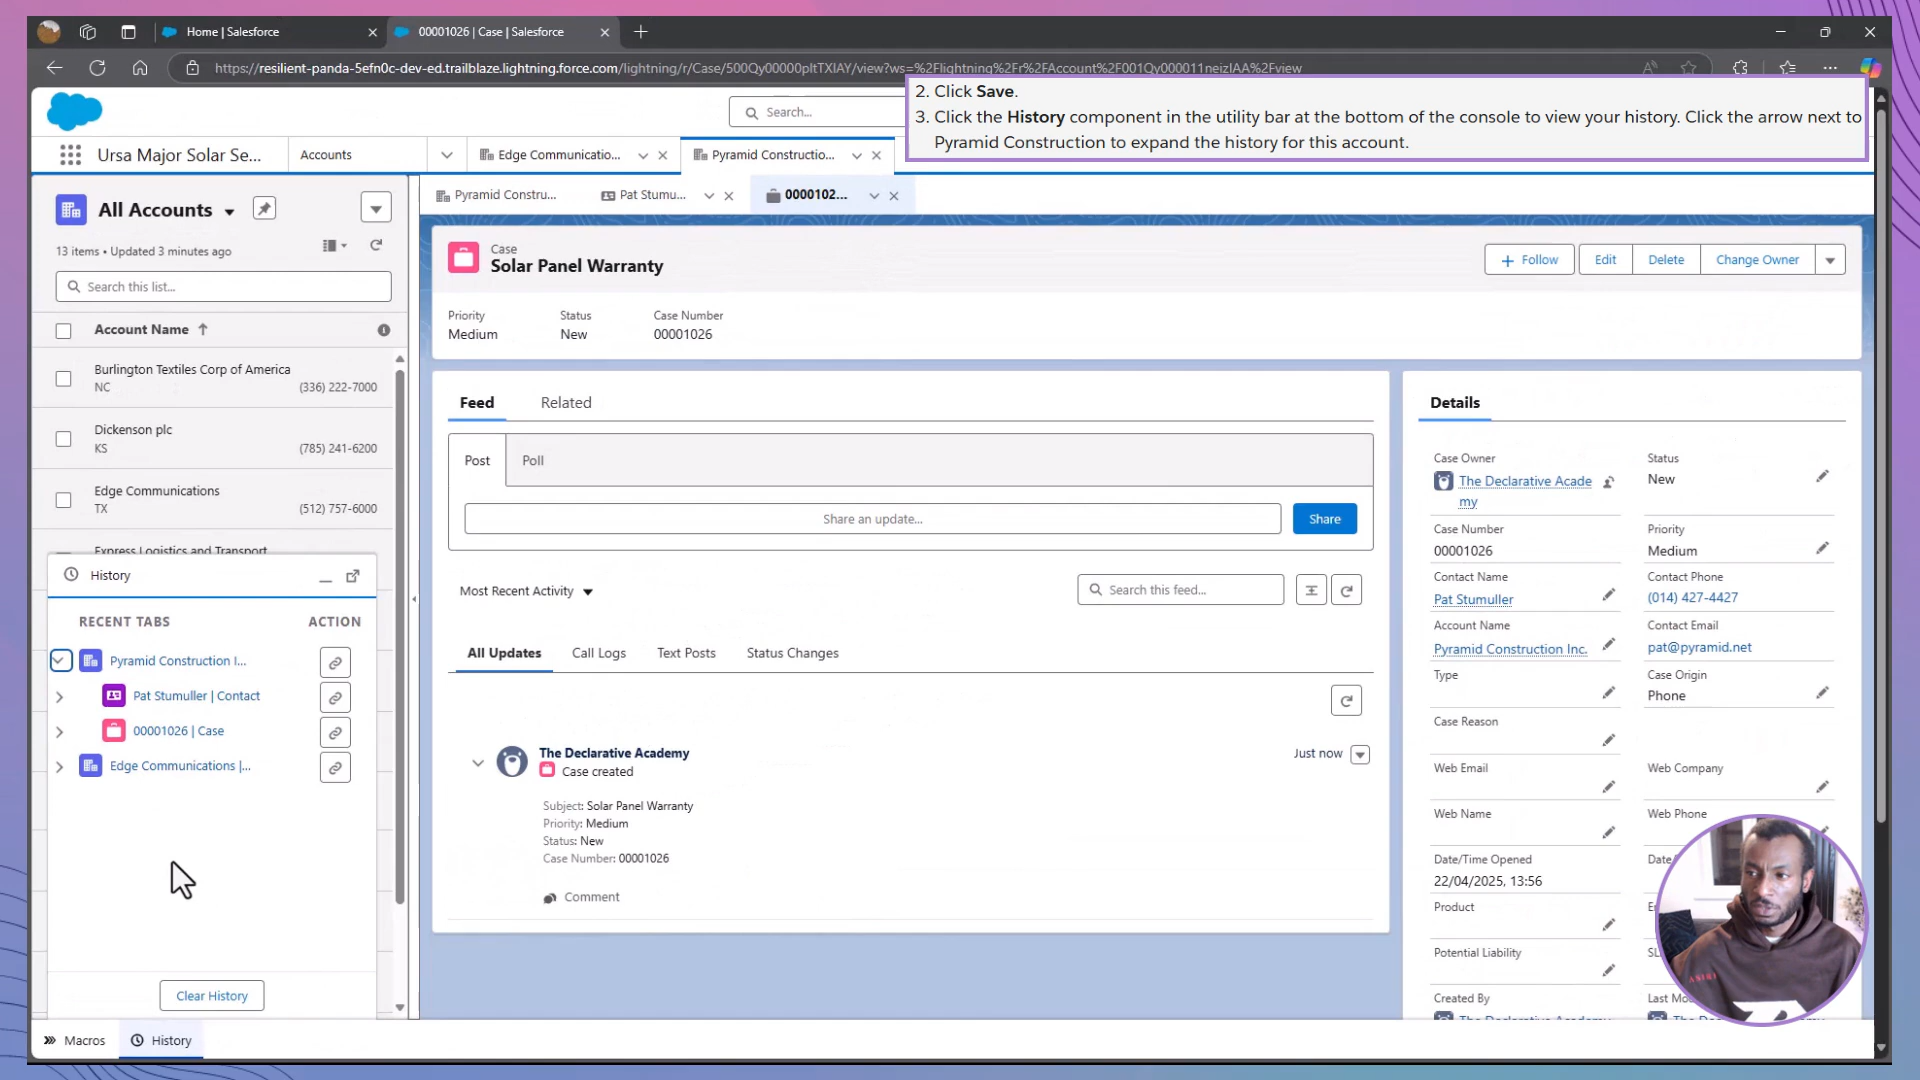 Home | Salesforce
00001026 | Case | Salesforce
https://resilient-panda-5efn0c-dev-ed.trailblaze.lightning.force.com/lightning/r/Case/500Qy00000pltTXIAY/view?ws=%2Flightning%2Fr%2FAccount%2F001Qy000011neizIAA%2Fview
2. Click Save.
3. Click the History component in the utility bar at the bottom of the console to view your history. Click the arrow next to
Pyramid Construction to expand the history for this account.
Search...
Ursa Major Solar Se...
Accounts
Edge Communicatio...
Pyramid Constructio...
Pyramid Constru...
Pat Stumu...
0000102...
All Accounts
13 items • Updated 3 minutes ago
Search this list...
Account Name
Burlington Textiles Corp of America
NC
(336) 222-7000
Dickenson plc
KS
(785) 241-6200
Edge Communications
TX
(512) 757-6000
Express Logistics and Transport
History
RECENT TABS
ACTION
Pyramid Construction I...
Pat Stumuller | Contact
00001026 | Case
Edge Communications |...
Clear History
Macros
History
Case
Solar Panel Warranty
Follow
Edit
Delete
Change Owner
Priority
Medium
Status
New
Case Number
00001026
Feed
Related
Post
Poll
Share an update...
Share
Most Recent Activity
Search this feed...
All Updates
Call Logs
Text Posts
Status Changes
The Declarative Academy
Case created
Just now
Subject: Solar Panel Warranty
Priority: Medium
Status: New
Case Number: 00001026
Comment
Details
Case Owner
The Declarative Acade
my
Status
New
Case Number
00001026
Priority
Medium
Contact Name
Pat Stumuller
Contact Phone
(014) 427-4427
Account Name
Pyramid Construction Inc.
Contact Email
pat@pyramid.net
Type
Case Origin
Phone
Case Reason
Web Email
Web Company
Web Name
Web Phone
Date/Time Opened
22/04/2025, 13:56
Date/
Product
Potential Liability
Created By
Last Mo
The Declarative Academy